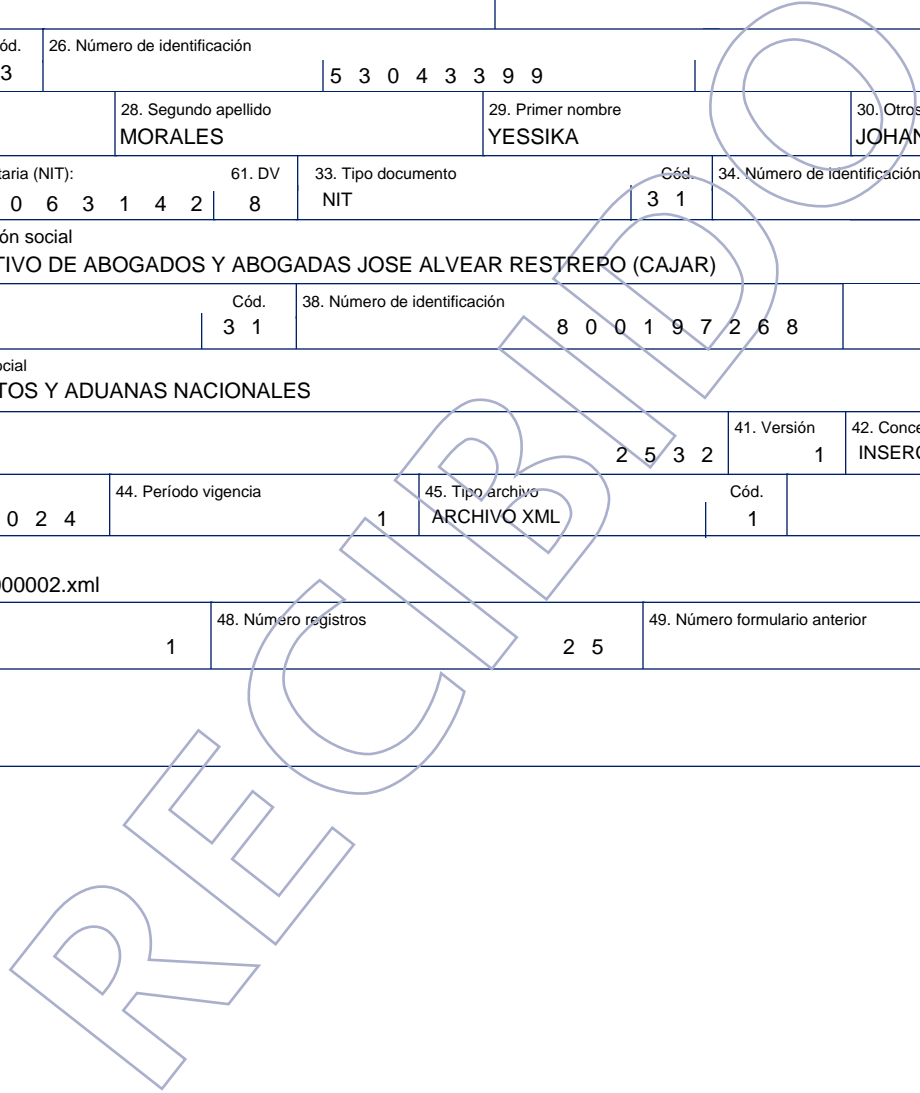 ód. 26. Número de identificación
3 5 3 0 4 3 3 9 9
28. Segundo apellido 29. Primer nombre 30. Otros
MORALES YESSIKA JOHAN
taria (NIT): 61. DV 33. Tipo documento Cód. 34. Número de identificación
0 6 3 1 4 2 8 NIT 3 1
ón social
TIVO DE ABOGADOS Y ABOGADAS JOSE ALVEAR RESTREPO (CAJAR)
Cód. 38. Número de identificación
3 1 8 0 0 1 9 7 2 6 8
ocial
TOS Y ADUANAS NACIONALES
41. Versión 42. Conce
2 5 3 2 1 INSERC
44. Período vigencia 45. Tipo archivo Cód.
0 2 4 1 ARCHIVO XML 1
000002.xml
48. Número registros 49. Número formulario anterior
1 2 5
RECIBIDO